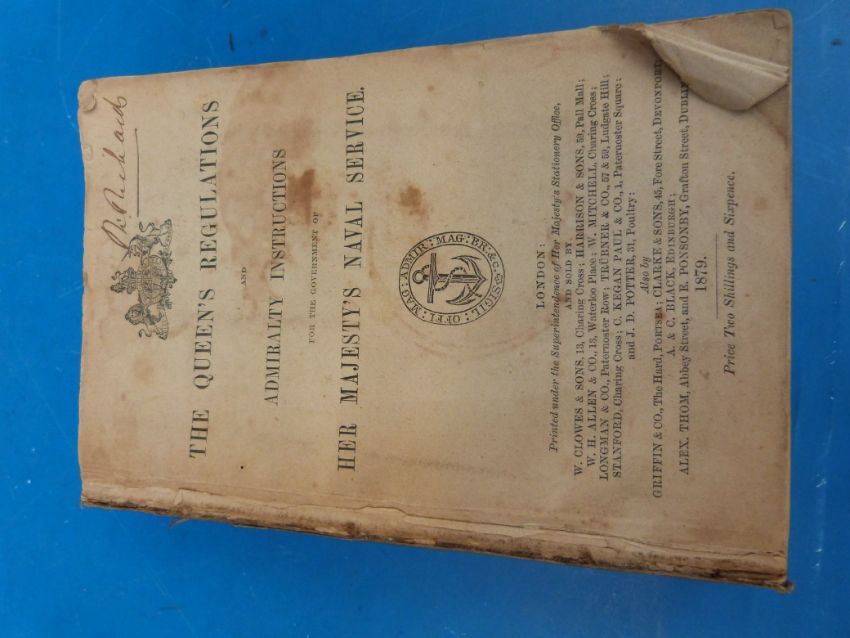 Richards
THE QUEEN'S REGULATIONS
AND
ADMIRALTY INSTRUCTIONS
FOR THE GOVERNMENT OF
HER MAJESTY'S NAVAL SERVICE.
SIGIL: OFFI: MAG: ADMIR: MAG: BR: &c:
LONDON:
Printed under the Superintendence of Her Majesty's Stationery Office,
AND SOLD BY
W. CLOWES & SONS, 13, Charing Cross; HARRISON & SONS, 59, Pall Mall;
W. H. ALLEN & CO., 13, Waterloo Place; W. MITCHELL, Charing Cross;
LONGMAN & CO., Paternoster Row; TRÜBNER & CO., 57 & 59, Ludgate Hill;
STANFORD, Charing Cross; C. KEGAN PAUL & CO., 1, Paternoster Square;
and J. D. POTTER, 31, Poultry:
Also by
GRIFFIN & CO., The Hard, PORTSEA; CLARKE & SONS, 45, Fore Street, DEVONPORT
A. & C. BLACK, EDINBURGH;
ALEX. THOM, Abbey Street, and E. PONSONBY, Grafton Street, DUBLI
1879.
Price Two Shillings and Sixpence.